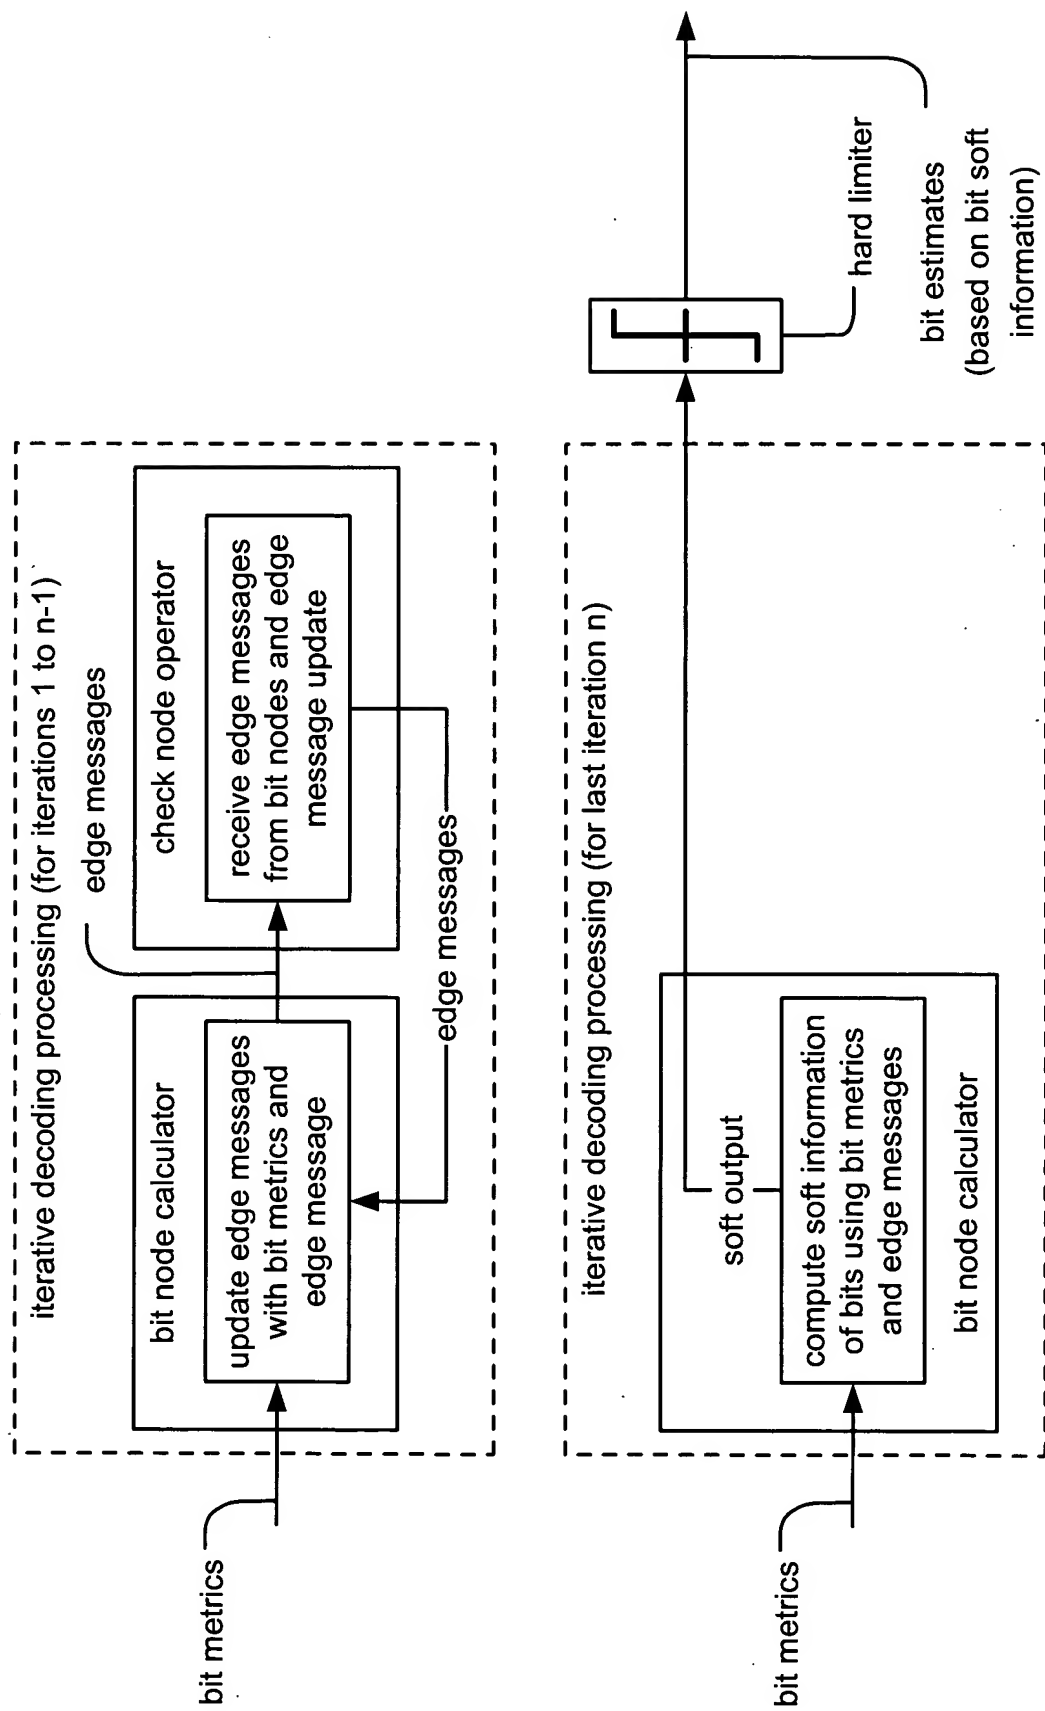 iterative decoding processing (for iterations 1 to n-1)
edge messages
bit node calculator
check node operator
update edge messages
with bit metrics and
edge message
receive edge messages
from bit nodes and edge
message update
bit metrics
edge messages
iterative decoding processing (for last iteration n)
soft output
compute soft information
of bits using bit metrics
and edge messages
bit node calculator
bit metrics
hard limiter
bit estimates
(based on bit soft
information)